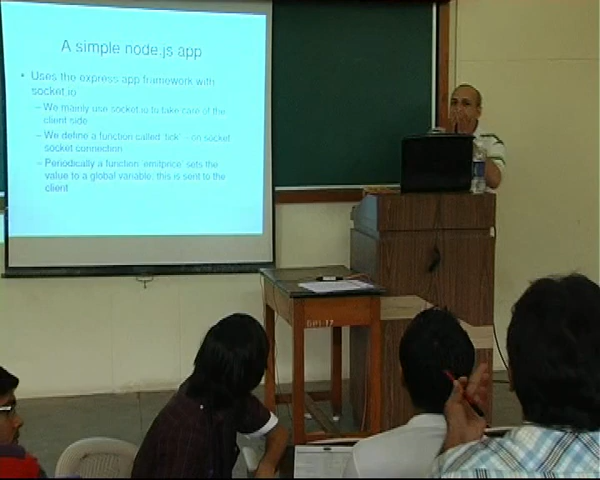 A simple node.js app
• Uses the express app framework with
socket.io
– We mainly use socket.io to take care of the
client side
– We define a function called 'tick' - on socket
socket connection
– Periodically a function 'emitprice' sets the
value to a global variable, this is sent to the
client